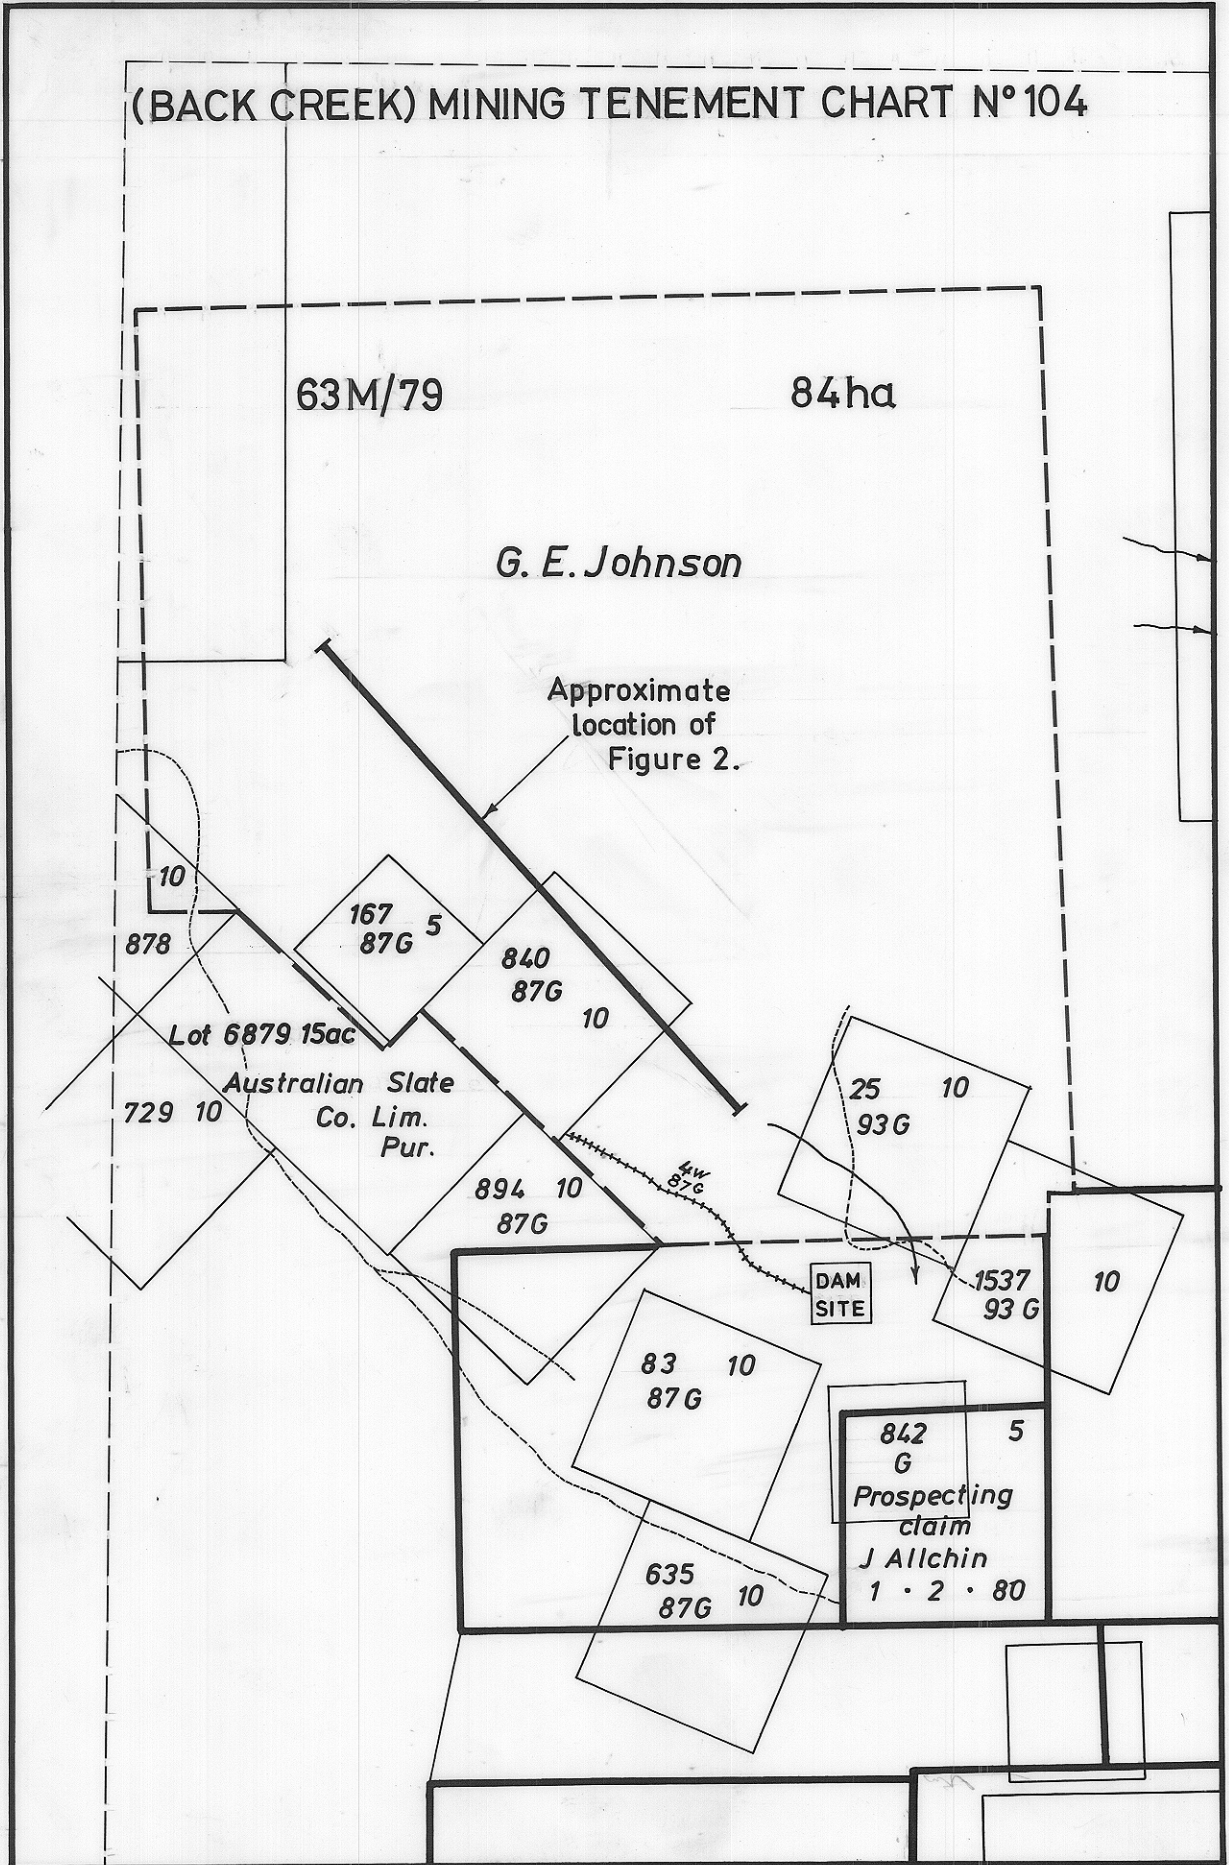 (BACK CREEK) MINING TENEMENT CHART Nº 104
63M/79 84ha
G. E. Johnson
Approximate
location of
Figure 2.
10
878
167 5
87G
840
87G
10
Lot 6879 15ac
Australian Slate
Co. Lim.
Pur.
729 10
25 10
93G
894 10
87G
4w
87G
DAM
SITE
1537
93 G
10
83 10
87G
842 5
G
Prospecting
claim
J Allchin
1 · 2 · 80
635
87G 10